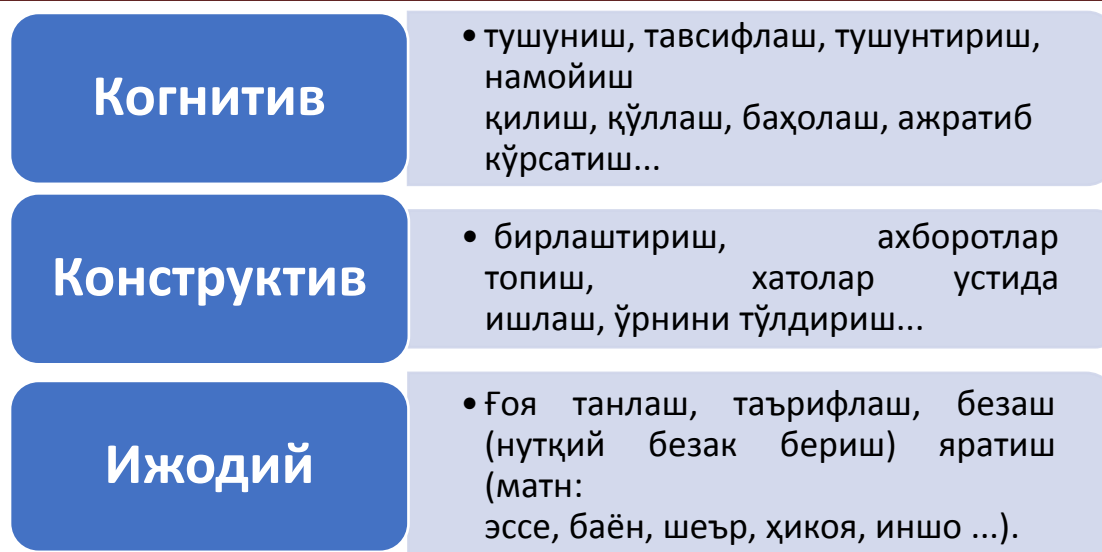 Когнитив
• тушуниш, тавсифлаш, тушунтириш,
намойиш
қилиш, қўллаш, баҳолаш, ажратиб
кўрсатиш...
Конструктив
• бирлаштириш, ахборотлар
топиш, хатолар устида
ишлаш, ўрнини тўлдириш...
Ижодий
• Ғоя танлаш, таърифлаш, безаш
(нутқий безак бериш) яратиш
(матн:
эссе, баён, шеър, ҳикоя, иншо ...).